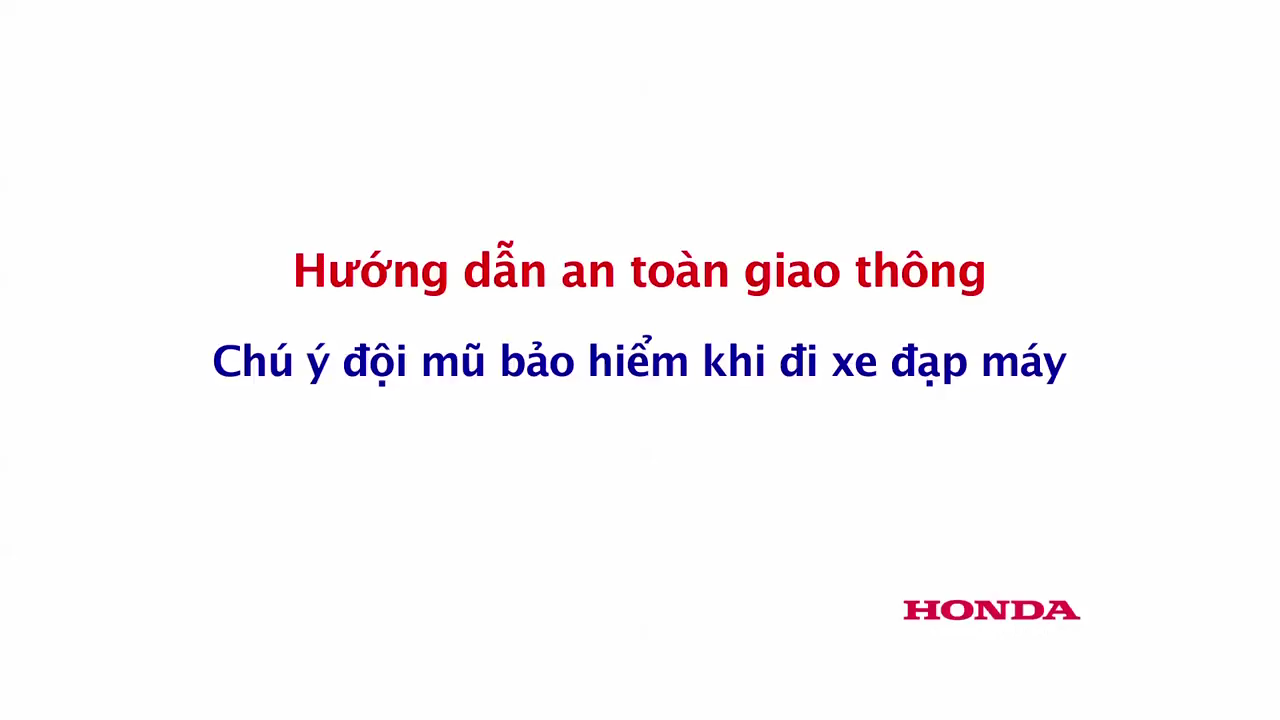 Hướng dẫn an toàn giao thông
Chú ý đội mũ bảo hiểm khi đi xe đạp máy
HONDA